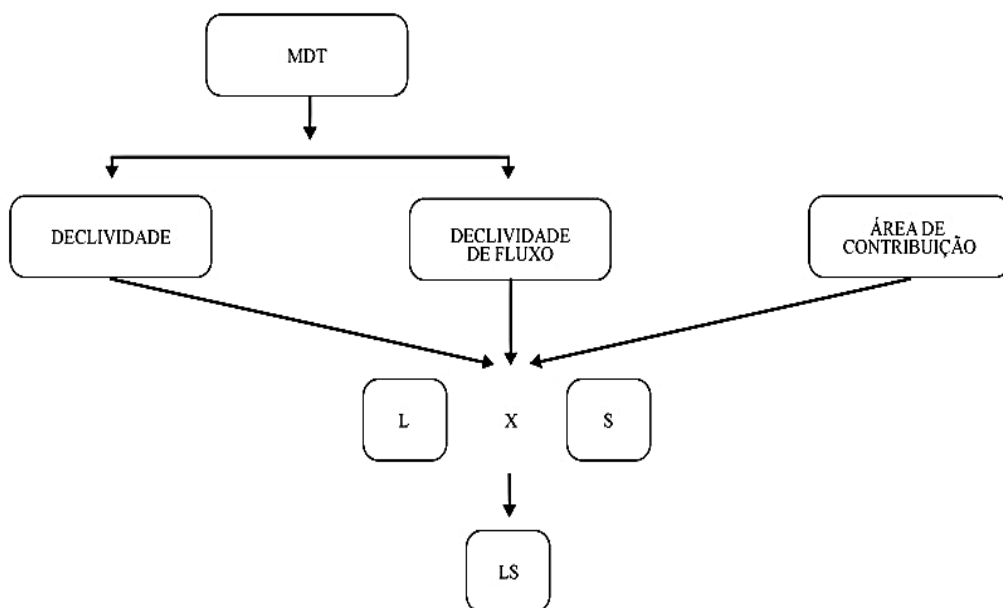 MDT
DECLIVIDADE
DECLIVIDADE
DE FLUXO
ÁREA DE
CONTRIBUIÇÃO
L
X
S
LS